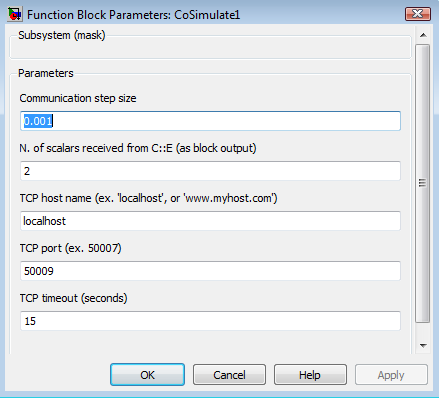 Function Block Parameters: CoSimulate1
Subsystem (mask)
Parameters
Communication step size
0.001
N. of scalars received from C::E (as block output)
2
TCP host name (ex. 'localhost', or 'www.myhost.com')
localhost
TCP port (ex. 50007)
50009
TCP timeout (seconds)
15
OK Cancel Help Apply